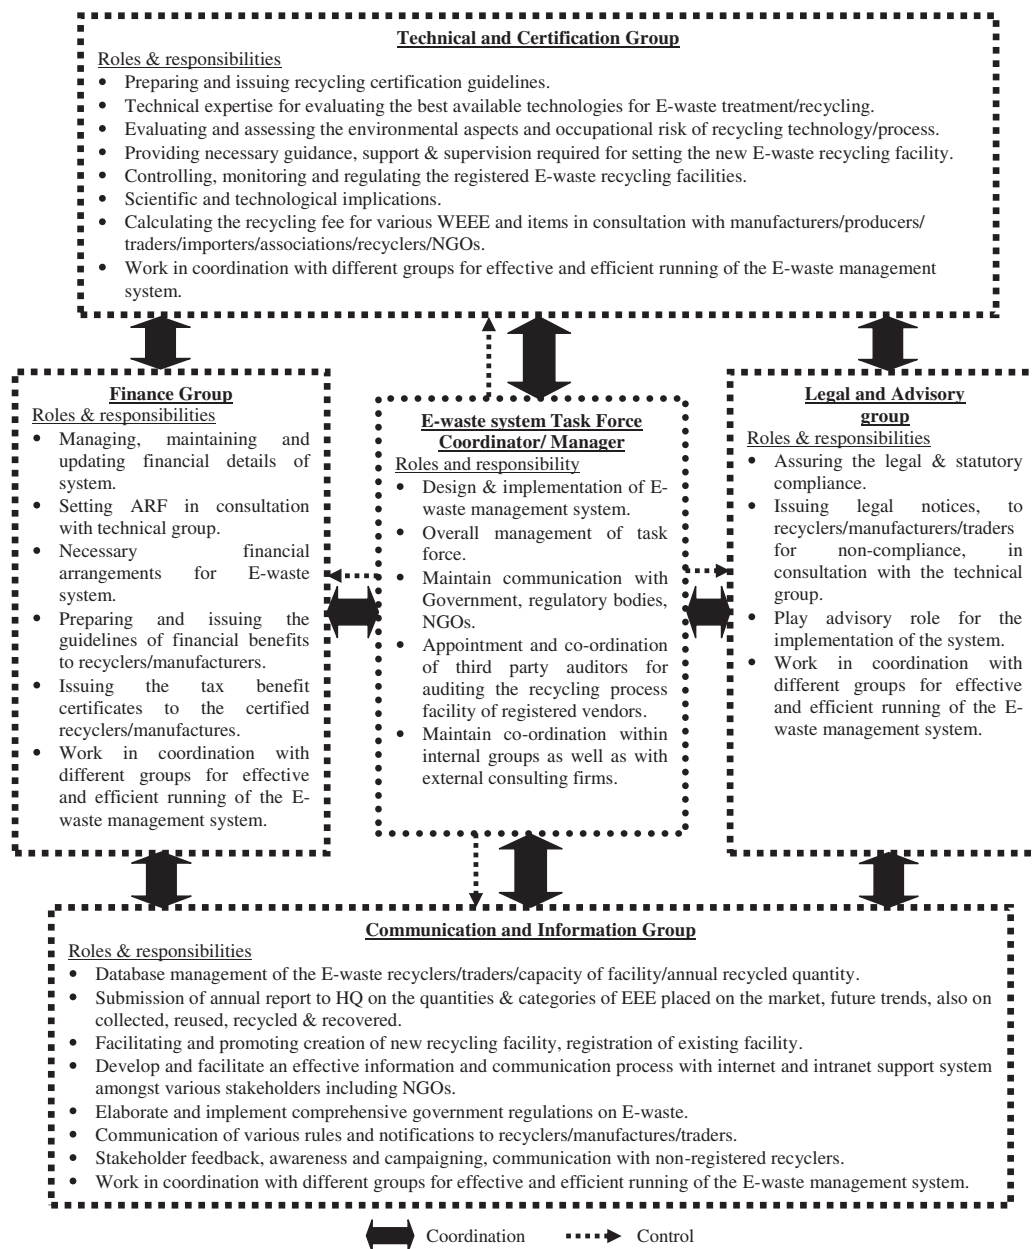 Technical and Certification Group
Roles & responsibilities
• Preparing and issuing recycling certification guidelines.
• Technical expertise for evaluating the best available technologies for E-waste treatment/recycling.
• Evaluating and assessing the environmental aspects and occupational risk of recycling technology/process.
• Providing necessary guidance, support & supervision required for setting the new E-waste recycling facility.
• Controlling, monitoring and regulating the registered E-waste recycling facilities.
• Scientific and technological implications.
• Calculating the recycling fee for various WEEE and items in consultation with manufacturers/producers/
traders/importers/associations/recyclers/NGOs.
• Work in coordination with different groups for effective and efficient running of the E-waste management
system.
Finance Group
Roles & responsibilities
• Managing, maintaining and
updating financial details of
system.
• Setting ARF in consultation
with technical group.
• Necessary financial
arrangements for E-waste
system.
• Preparing and issuing the
guidelines of financial benefits
to recyclers/manufacturers.
• Issuing the tax benefit
certificates to the certified
recyclers/manufactures.
• Work in coordination with
different groups for effective
and efficient running of the E-
waste management system.
E-waste system Task Force
Coordinator/ Manager
Roles and responsibility
• Design & implementation of E-
waste management system.
• Overall management of task
force.
• Maintain communication with
Government, regulatory bodies,
NGOs.
• Appointment and co-ordination
of third party auditors for
auditing the recycling process
facility of registered vendors.
• Maintain co-ordination within
internal groups as well as with
external consulting firms.
Legal and Advisory
group
Roles & responsibilities
• Assuring the legal & statutory
compliance.
• Issuing legal notices, to
recyclers/manufacturers/traders
for non-compliance, in
consultation with the technical
group.
• Play advisory role for the
implementation of the system.
• Work in coordination with
different groups for effective
and efficient running of the E-
waste management system.
Communication and Information Group
Roles & responsibilities
• Database management of the E-waste recyclers/traders/capacity of facility/annual recycled quantity.
• Submission of annual report to HQ on the quantities & categories of EEE placed on the market, future trends, also on
collected, reused, recycled & recovered.
• Facilitating and promoting creation of new recycling facility, registration of existing facility.
• Develop and facilitate an effective information and communication process with internet and intranet support system
amongst various stakeholders including NGOs.
• Elaborate and implement comprehensive government regulations on E-waste.
• Communication of various rules and notifications to recyclers/manufactures/traders.
• Stakeholder feedback, awareness and campaigning, communication with non-registered recyclers.
• Work in coordination with different groups for effective and efficient running of the E-waste management system.
Coordination
Control